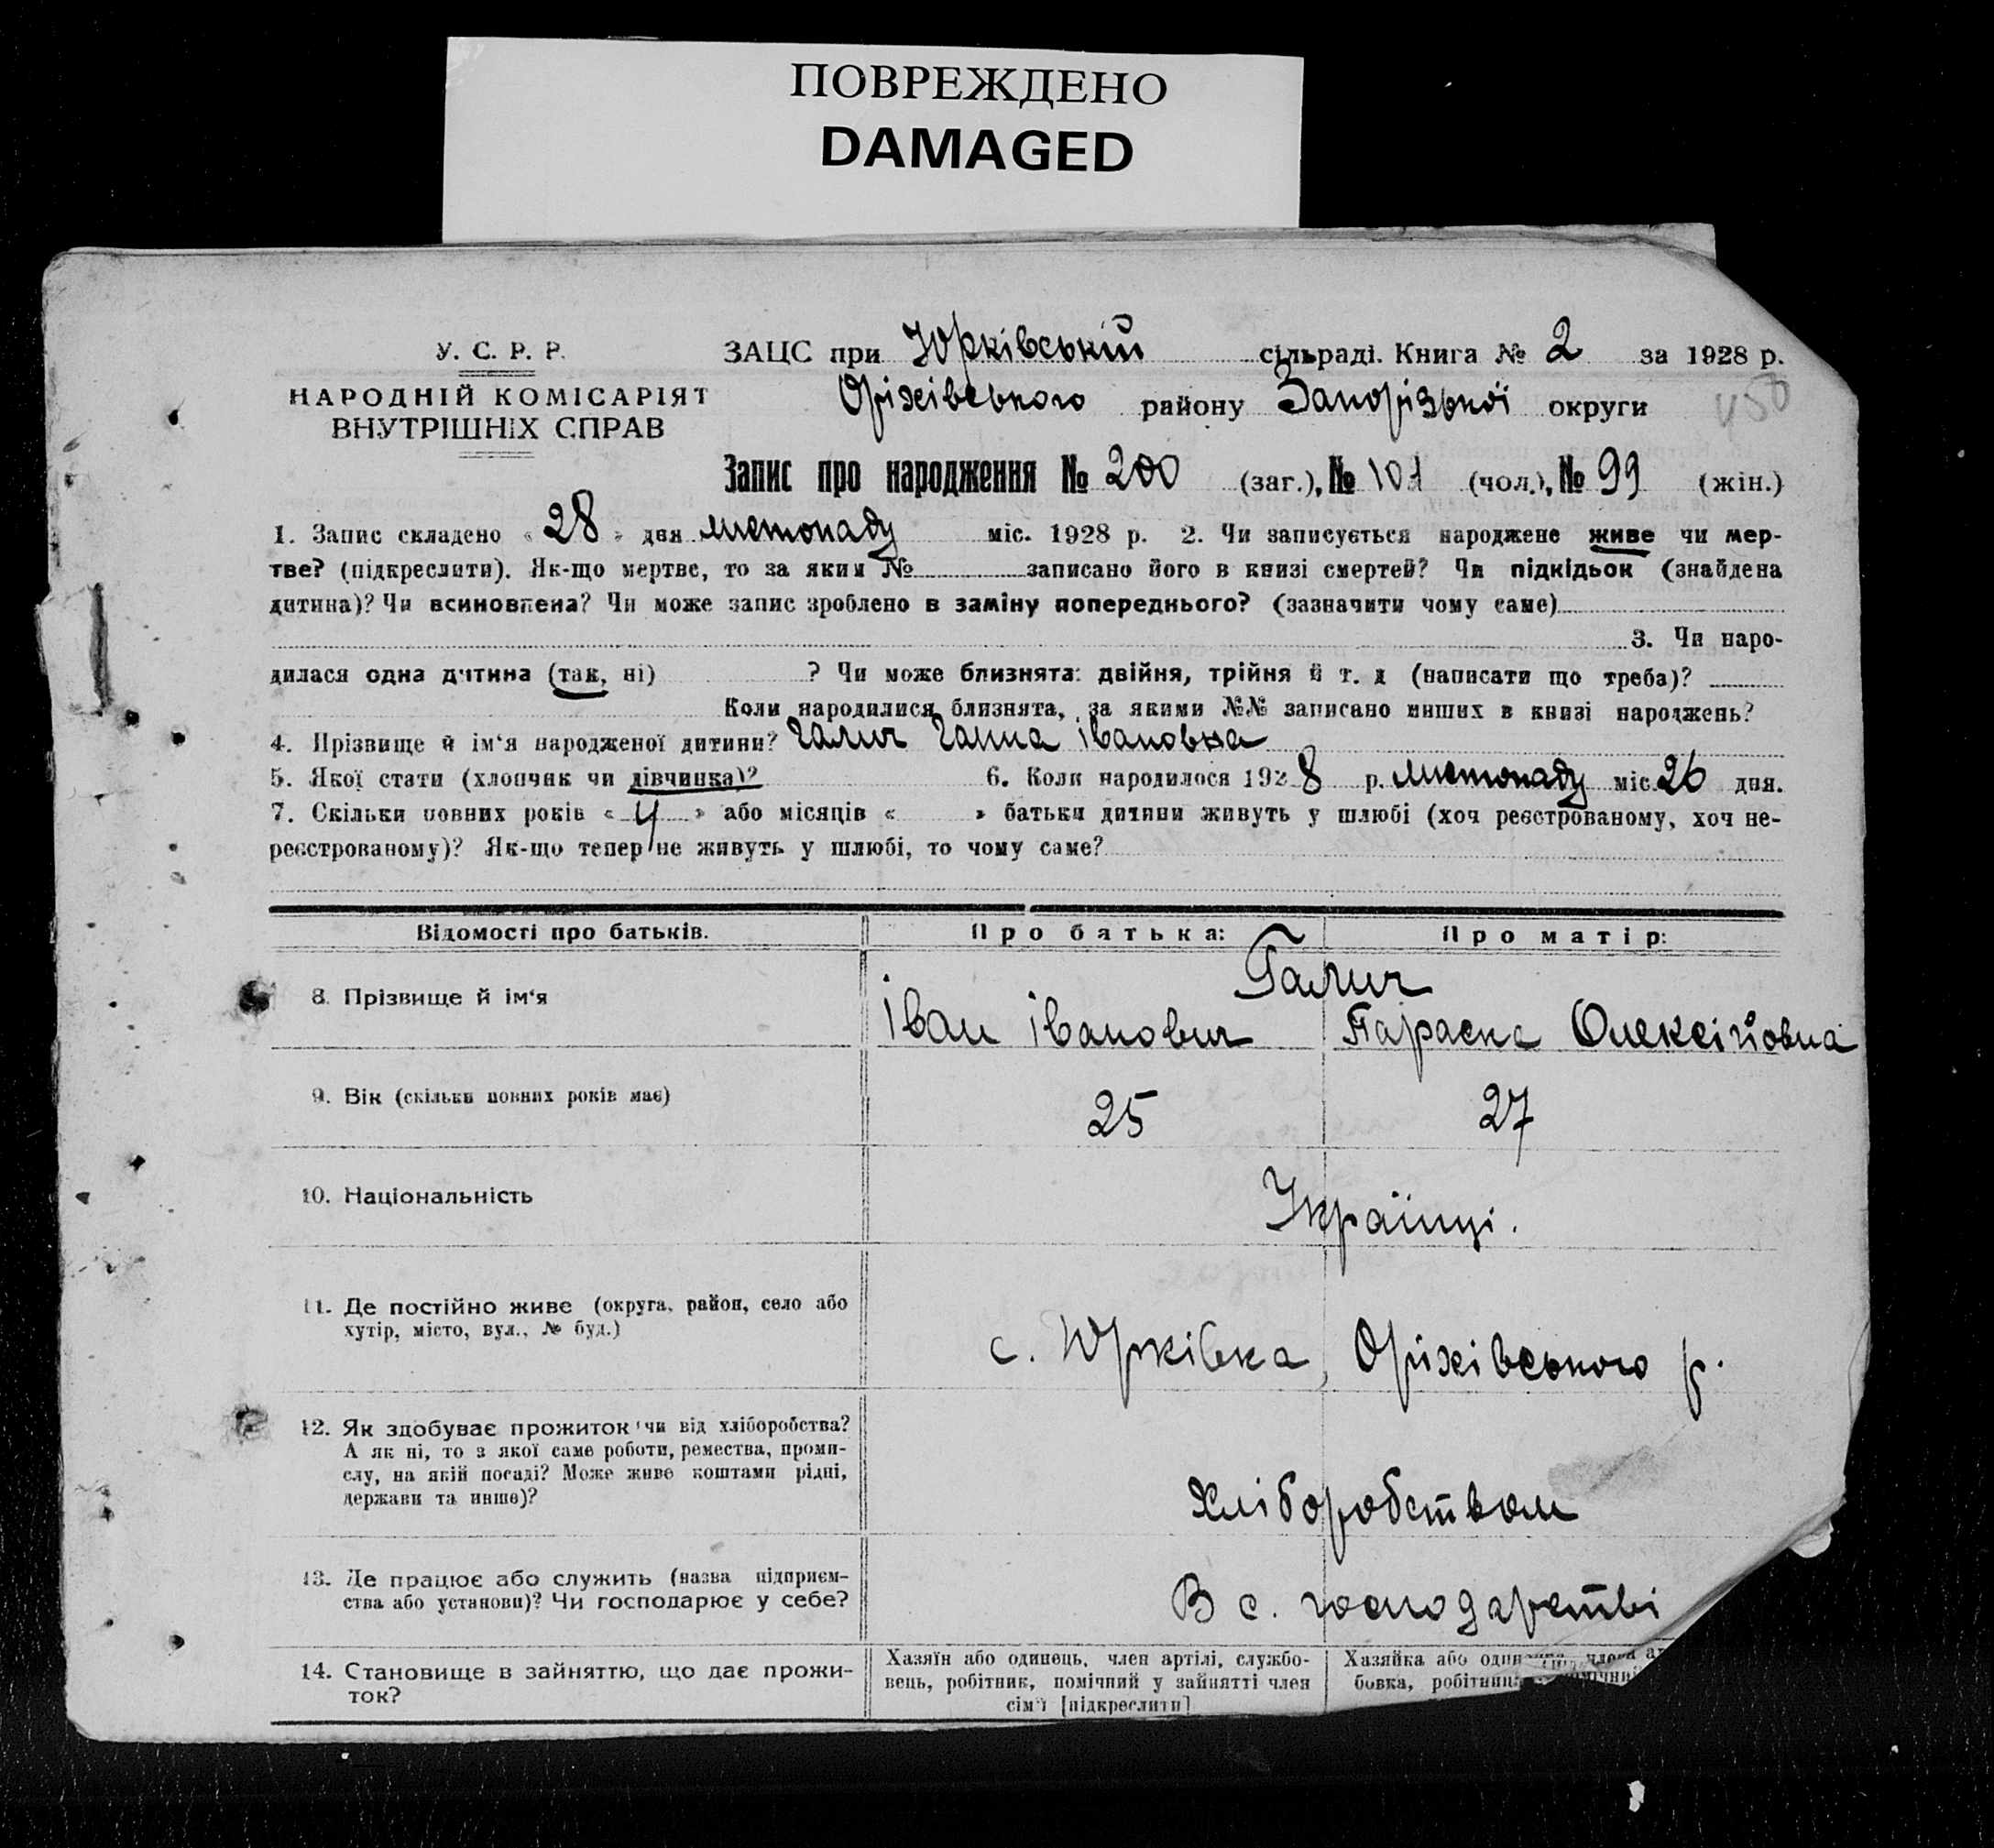 ПОВРЕЖДЕНО
DAMAGED
У. С. Р. Р.
НАРОДНІЙ КОМІСАРІЯТ
ВНУТРІШНІХ СПРАВ
ЗАЦС при Юрківській сільраді. Книга № 2 за 1928 р.
Оріхівського району Запорізької округи
450
Запис про народження № 200 (заг.), № 101 (чол.), № 99 (жін.)
1. Запис складено « 28 » дня листопаду міс. 1928 р. 2. Чи записується народжене живе чи мер-
тве? (підкреслити). Як-що мертве, то за яким № записано його в книзі смертей? Чи підкідьок (знайдена
дитина)? Чи всиновлена? Чи може запис зроблено в заміну попереднього? (зазначити чому саме)
3. Чи наро-
дилася одна дитина (так, ні) ? Чи може близнята: двійня, трійня й т. д (написати що треба)?
Коли народилися близнята, за якими №№ записано инших в книзі народжень?
4. Прізвище й ім‘я народженої дитини? Галич Ганна Івановна
5. Якої стати (хлопчик чи дівчинка)? 6. Коли народилося 1928 р. листопаду міс. 26 дня.
7. Скільки повних років « 4 » або місяців « » батьки дитини живуть у шлюбі (хоч реєстрованому, хоч не-
реєстрованому)? Як-що тепер не живуть у шлюбі, то чому саме?
Відомості про батьків. Про батька: Про матір:
8. Прізвище й ім‘я Галич
Іван Іванович Параска Олексійовна
9. Вік (скільки повних років має) 25 27
10. Національність Українці.
11. Де постійно живе (округа, район, село або
хутір, місто, вул., № буд.)
с. Юрківка, Оріхівського р.
12. Як здобуває прожиток чи від хліборобства?
А як ні, то з якої саме роботи, ремества, проми-
слу, на якій посаді? Може живе коштами рідні,
держави та инше)?
Хліборобством
13. Де працює або служить (назва підприєм-
ства або установи)? Чи господарює у себе?
В с. господарстві
14. Становище в зайняттю, що дає прожи-
ток?
Хазяїн або одинець, член артілі, службо-
вець, робітник, помічний у зайнятті член
сім‘ї [підкреслити]
Хазяйка або
бовка,